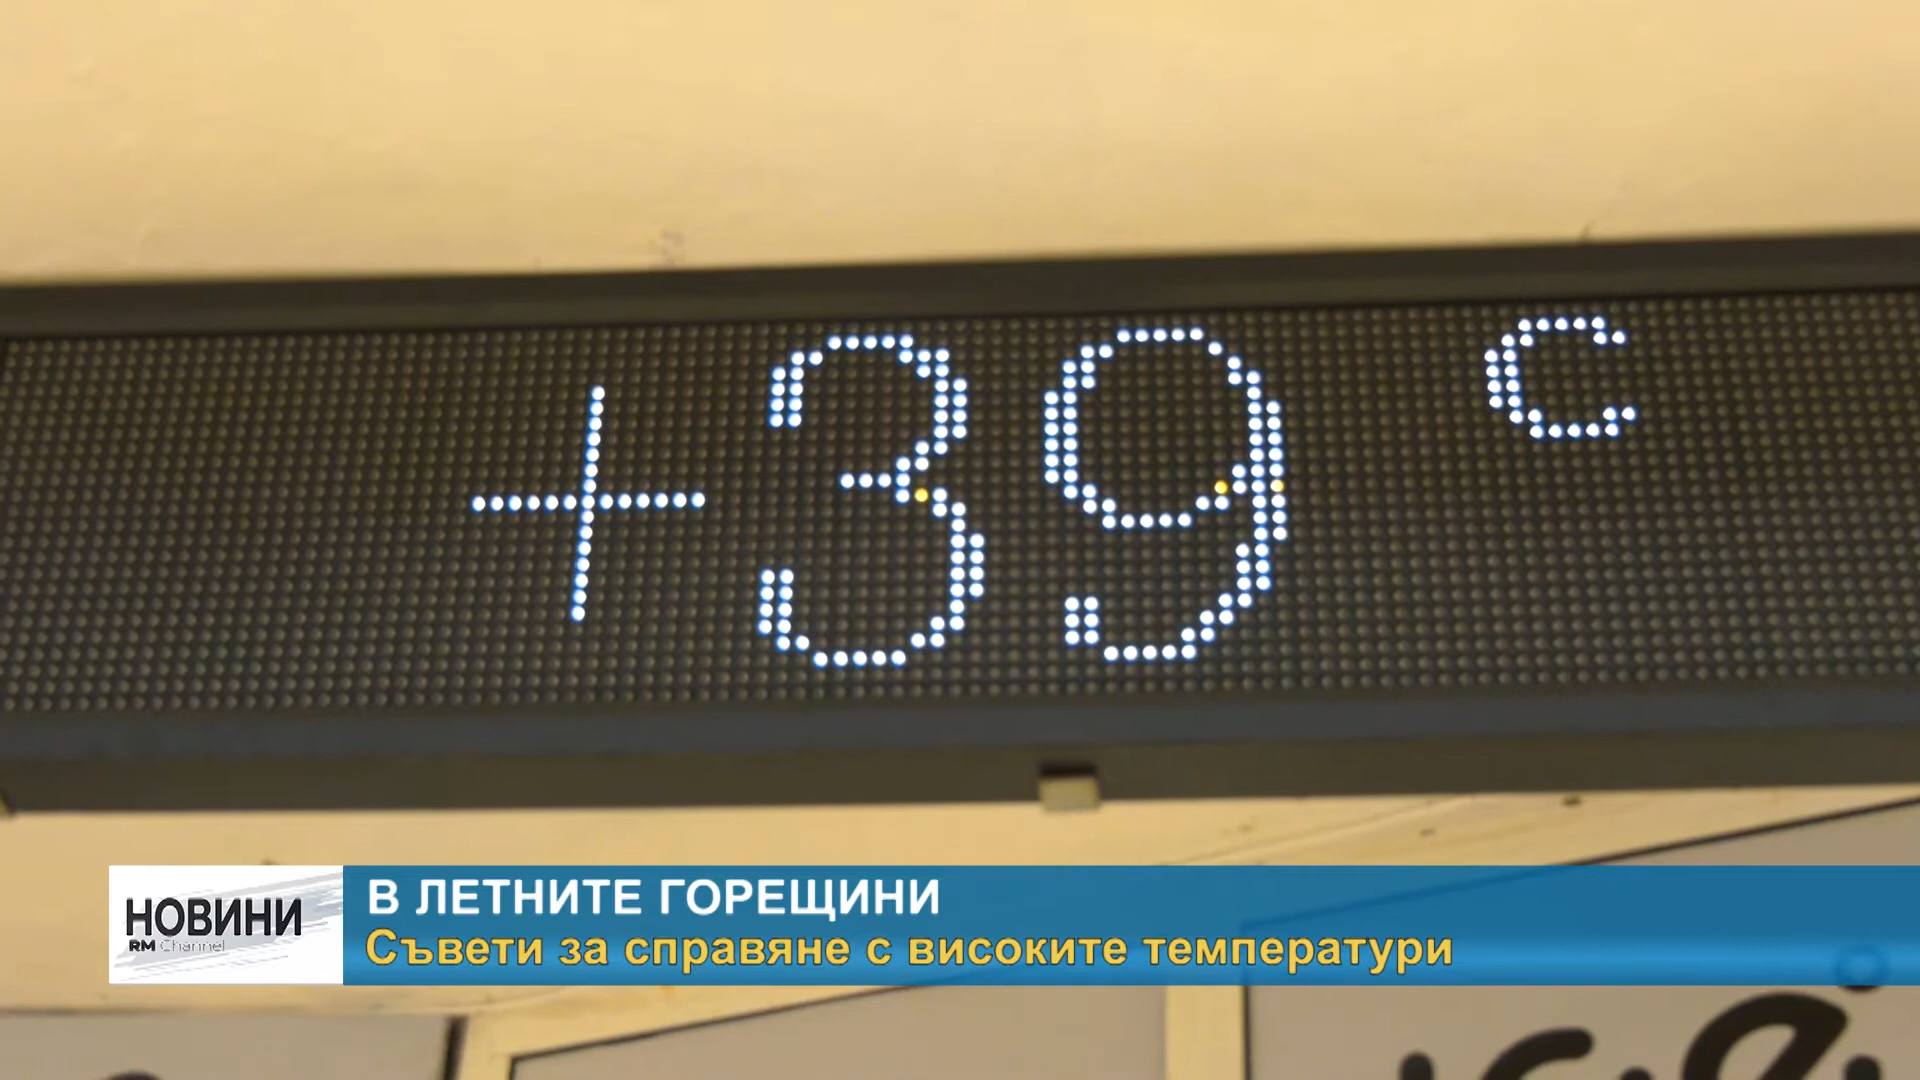 +39 c
В ЛЕТНИТЕ ГОРЕЩИНИ
Съвети за справяне с високите температури
НОВИНИ
RM Channel